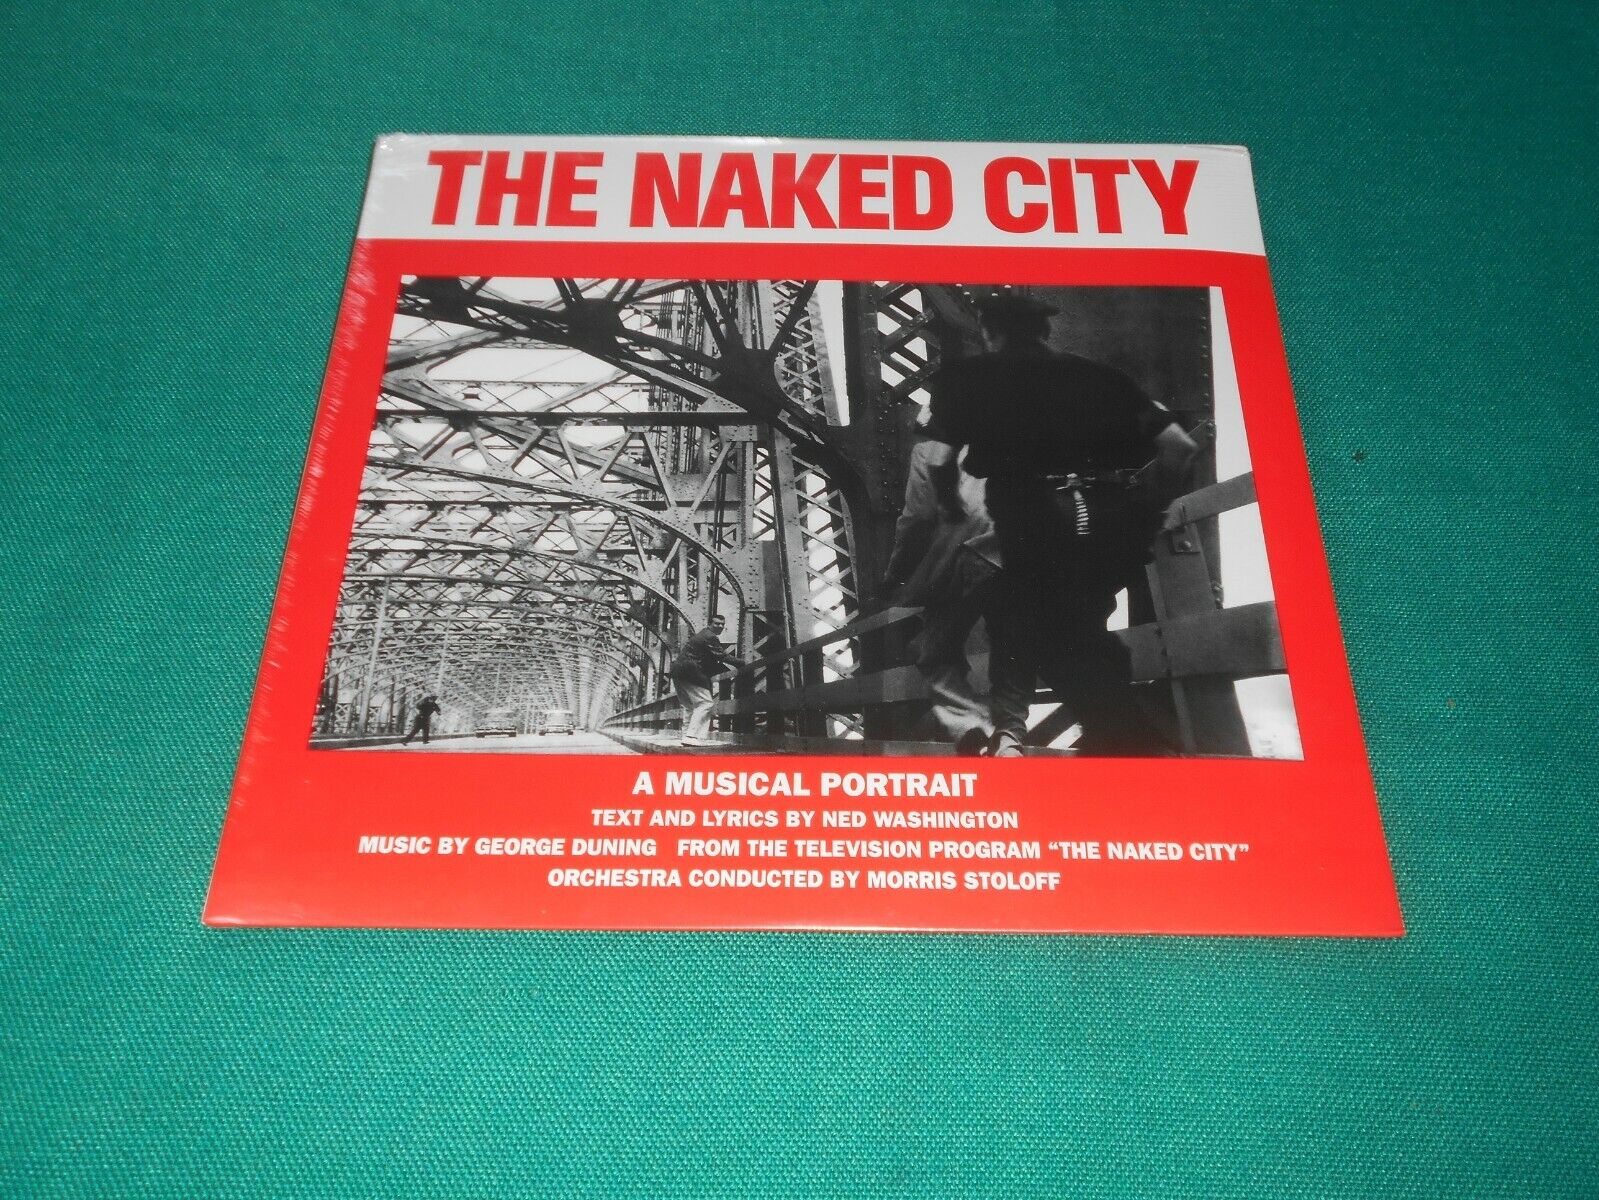 THE NAKED CITY
A MUSICAL PORTRAIT
TEXT AND LYRICS BY NED WASHINGTON
MUSIC BY GEORGE DUNING FROM THE TELEVISION PROGRAM “THE NAKED CITY”
ORCHESTRA CONDUCTED BY MORRIS STOLOFF